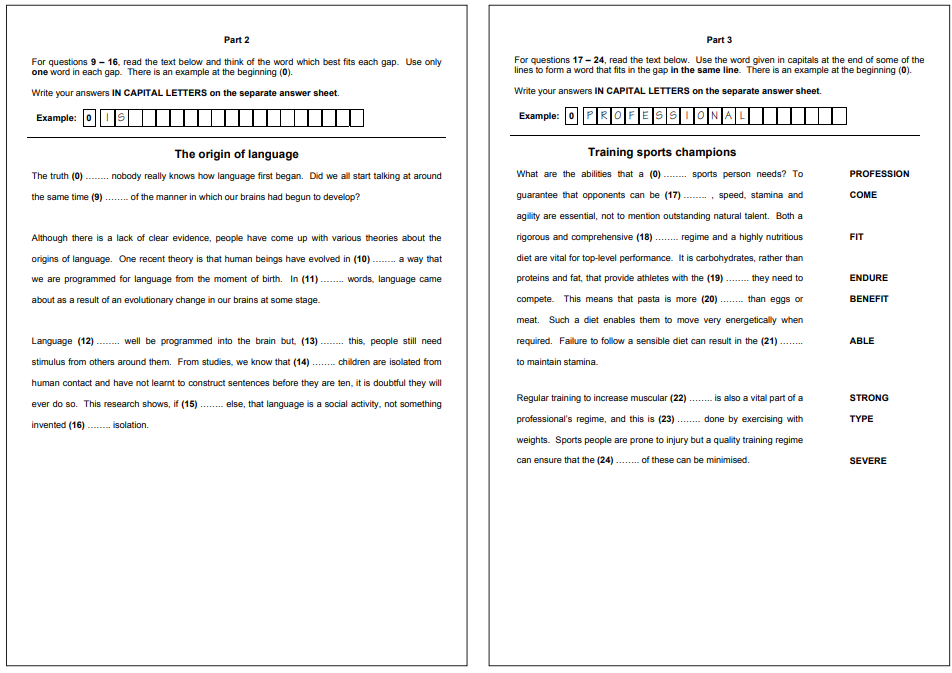 Part 2
For questions 9 – 16, read the text below and think of the word which best fits each gap. Use only
one word in each gap. There is an example at the beginning (0).
Write your answers IN CAPITAL LETTERS on the separate answer sheet.
Example: 0 I S
The origin of language
The truth (0) ........ nobody really knows how language first began. Did we all start talking at around
the same time (9) ........ of the manner in which our brains had begun to develop?
Although there is a lack of clear evidence, people have come up with various theories about the
origins of language. One recent theory is that human beings have evolved in (10) ........ a way that
we are programmed for language from the moment of birth. In (11) ........ words, language came
about as a result of an evolutionary change in our brains at some stage.
Language (12) ........ well be programmed into the brain but, (13) ........ this, people still need
stimulus from others around them. From studies, we know that (14) ........ children are isolated from
human contact and have not learnt to construct sentences before they are ten, it is doubtful they will
ever do so. This research shows, if (15) ........ else, that language is a social activity, not something
invented (16) ........ isolation.
Part 3
For questions 17 – 24, read the text below. Use the word given in capitals at the end of some of the
lines to form a word that fits in the gap in the same line. There is an example at the beginning (0).
Write your answers IN CAPITAL LETTERS on the separate answer sheet.
Example: 0 P R O F E S S I O N A L
Training sports champions
What are the abilities that a (0) ........ sports person needs? To PROFESSION
guarantee that opponents can be (17) ........ , speed, stamina and COME
agility are essential, not to mention outstanding natural talent. Both a
rigorous and comprehensive (18) ........ regime and a highly nutritious FIT
diet are vital for top-level performance. It is carbohydrates, rather than
proteins and fat, that provide athletes with the (19) ........ they need to ENDURE
compete. This means that pasta is more (20) ........ than eggs or BENEFIT
meat. Such a diet enables them to move very energetically when
required. Failure to follow a sensible diet can result in the (21) ........ ABLE
to maintain stamina.
Regular training to increase muscular (22) ........ is also a vital part of a STRONG
professional's regime, and this is (23) ........ done by exercising with TYPE
weights. Sports people are prone to injury but a quality training regime
can ensure that the (24) ........ of these can be minimised. SEVERE